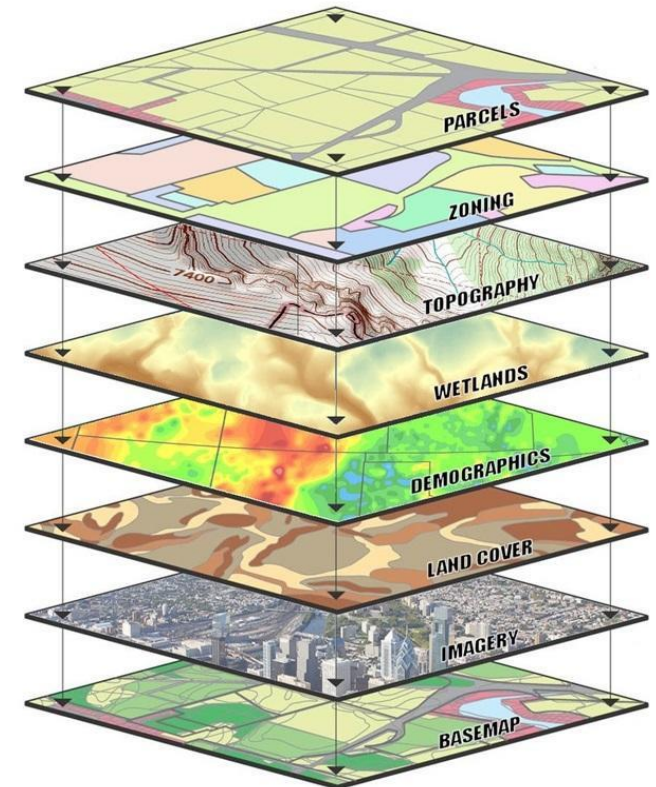 PARCELS
ZONING
7400
TOPOGRAPHY
WETLANDS
DEMOGRAPHICS
LAND COVER
IMAGERY
BASEMAP